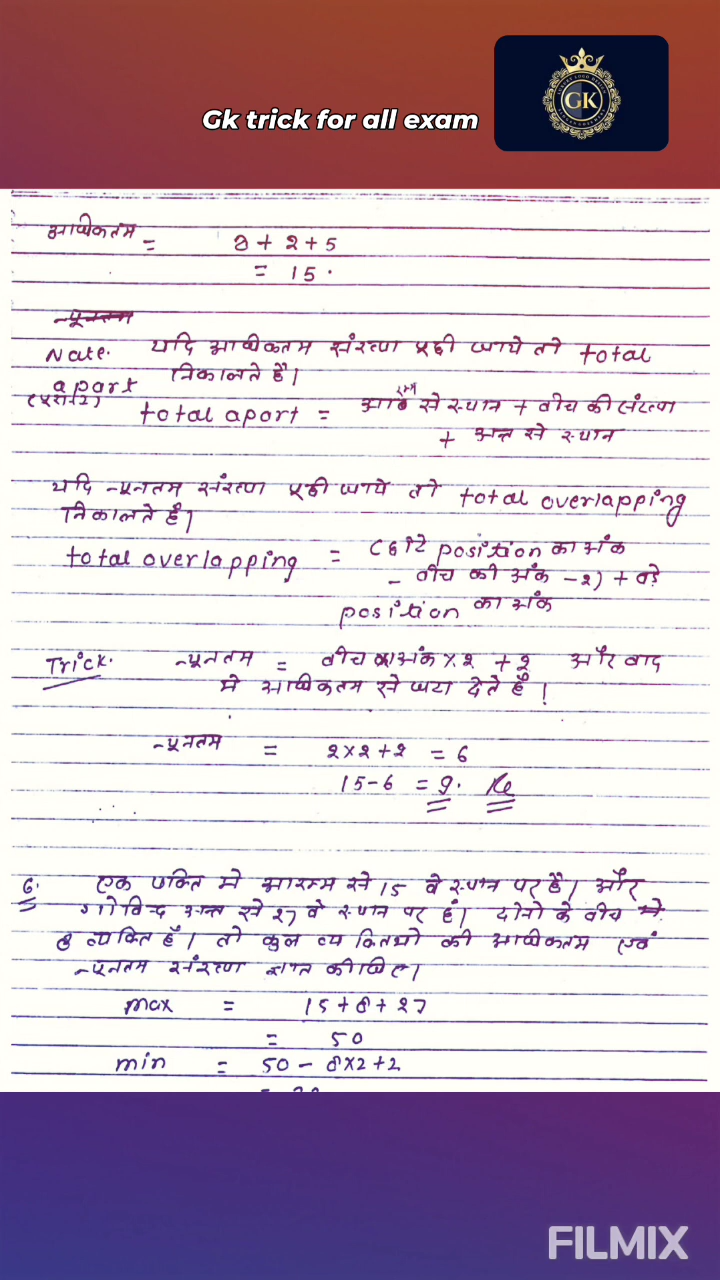 Gk trick for all exam
GK
अधिकतम = 8 + 2 + 5
= 15 .
न्यूनतम
Note. यदि अधिकतम संख्या पूछी जाये तो total
apart निकालते हैं।
total apart = आरम्भ से स्थान + बीच की संख्या
+ अन्त से स्थान
यदि न्यूनतम संख्या पूछी जाये तो total overlapping
निकालते हैं।
total overlapping = (छोटे position का अंक
- बीच की अंक - 2) + बड़े
position का अंक
Trick. न्यूनतम = बीच का अंक × 2 + 2 और बाद
मे अधिकतम से घटा देते हैं।
न्यूनतम = 2×2+2 = 6
15-6 = 9.
6. एक पंक्ति मे आरम्भ से 15 वे स्थान पर है। और
गोविन्द अन्त से 27 वे स्थान पर है। दोनो के बीच मे
8 व्यक्ति हैं। तो कुल व्यक्तियो की अधिकतम एवं
न्यूनतम संख्या ज्ञात कीजिए।
max = 15+8+27
= 50
min = 50 - 8×2+2
FILMIX